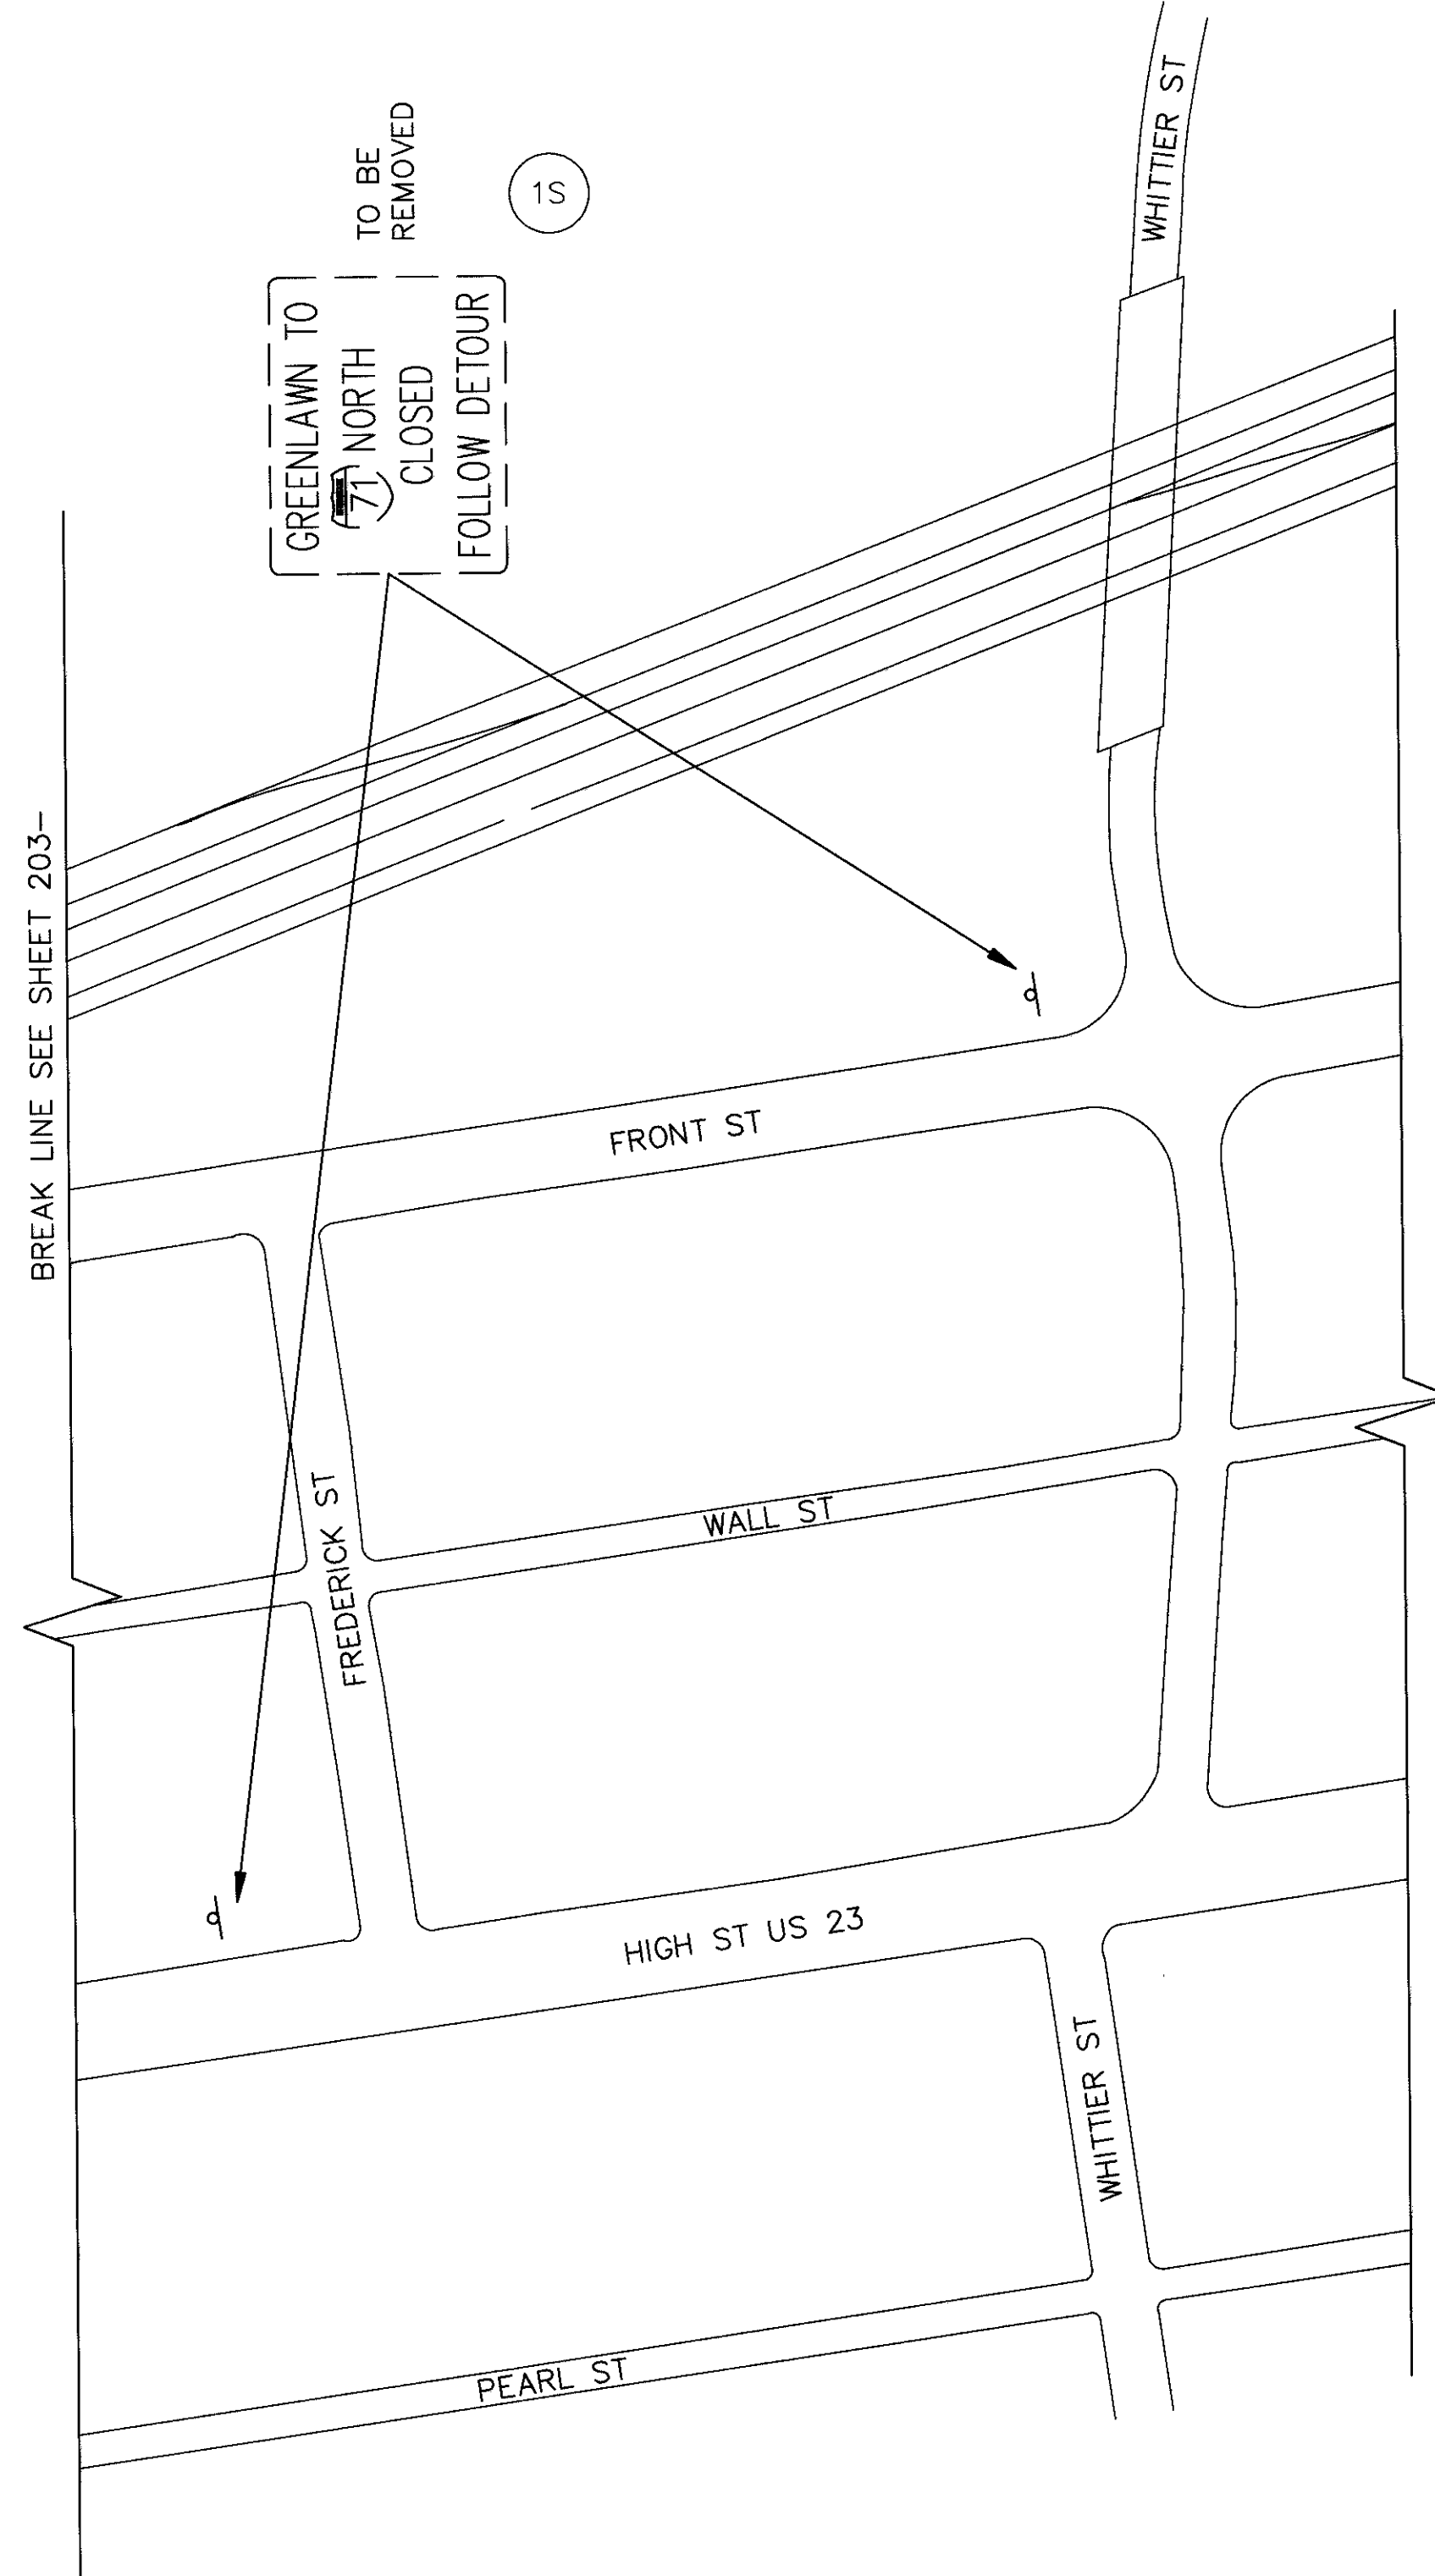 BREAK LINE SEE SHEET 203-
GREENLAWN TO
71 NORTH
CLOSED
FOLLOW DETOUR
TO BE
REMOVED
1S
WHITTIER ST
FRONT ST
FREDERICK ST
WALL ST
HIGH ST US 23
WHITTIER ST
PEARL ST